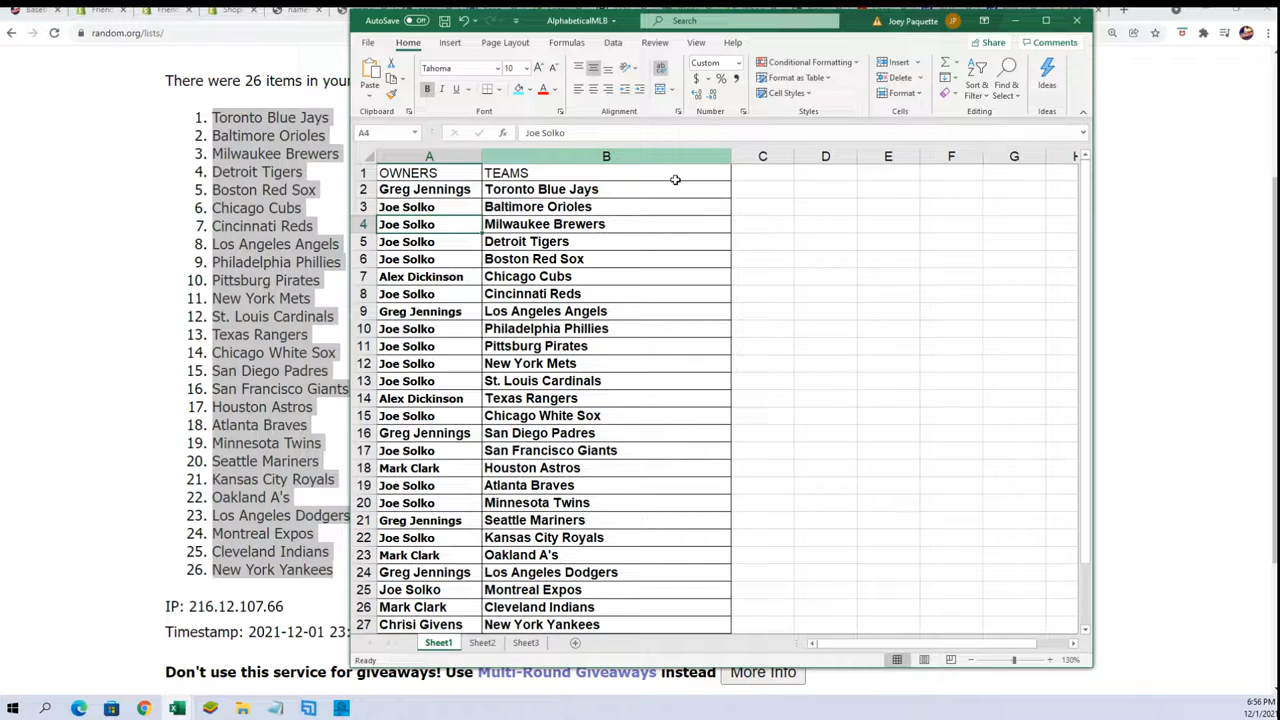 AutoSave Off
AlphabeticalMLB
Search
Joey Paquette
JP
random.org/lists/
File Home Insert Page Layout Formulas Data Review View Help
Share
Comments
Paste
Tahoma
10
Custom
Conditional Formatting
Format as Table
Cell Styles
Insert
Delete
Format
Sort & Filter
Find & Select
Ideas
Clipboard
Font
Alignment
Number
Styles
Cells
Editing
Ideas
A4
Joe Solko
A B C D E F G H
1 OWNERS TEAMS
2 Greg Jennings Toronto Blue Jays
3 Joe Solko Baltimore Orioles
4 Joe Solko Milwaukee Brewers
5 Joe Solko Detroit Tigers
6 Joe Solko Boston Red Sox
7 Alex Dickinson Chicago Cubs
8 Joe Solko Cincinnati Reds
9 Greg Jennings Los Angeles Angels
10 Joe Solko Philadelphia Phillies
11 Joe Solko Pittsburg Pirates
12 Joe Solko New York Mets
13 Joe Solko St. Louis Cardinals
14 Alex Dickinson Texas Rangers
15 Joe Solko Chicago White Sox
16 Greg Jennings San Diego Padres
17 Joe Solko San Francisco Giants
18 Mark Clark Houston Astros
19 Joe Solko Atlanta Braves
20 Joe Solko Minnesota Twins
21 Greg Jennings Seattle Mariners
22 Joe Solko Kansas City Royals
23 Mark Clark Oakland A's
24 Greg Jennings Los Angeles Dodgers
25 Joe Solko Montreal Expos
26 Mark Clark Cleveland Indians
27 Chrisi Givens New York Yankees
Sheet1 Sheet2 Sheet3
Ready
130%
There were 26 items in your
1. Toronto Blue Jays
2. Baltimore Orioles
3. Milwaukee Brewers
4. Detroit Tigers
5. Boston Red Sox
6. Chicago Cubs
7. Cincinnati Reds
8. Los Angeles Angels
9. Philadelphia Phillies
10. Pittsburg Pirates
11. New York Mets
12. St. Louis Cardinals
13. Texas Rangers
14. Chicago White Sox
15. San Diego Padres
16. San Francisco Giants
17. Houston Astros
18. Atlanta Braves
19. Minnesota Twins
20. Seattle Mariners
21. Kansas City Royals
22. Oakland A's
23. Los Angeles Dodgers
24. Montreal Expos
25. Cleveland Indians
26. New York Yankees
IP: 216.12.107.66
Timestamp: 2021-12-01 23:
Don't use this service for giveaways! Use Multi-Round Giveaways instead
More Info
6:56 PM